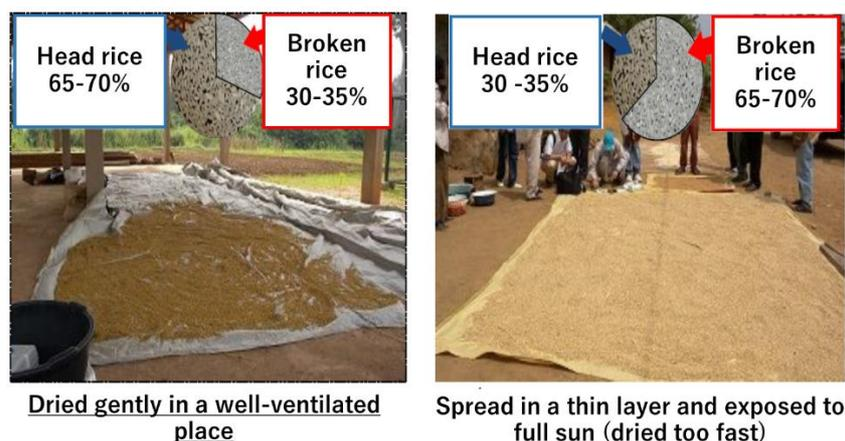 Head rice
65-70%
Broken
rice
30-35%
Head rice
30 -35%
Broken
rice
65-70%
Dried gently in a well-ventilated
place
Spread in a thin layer and exposed to
full sun (dried too fast)